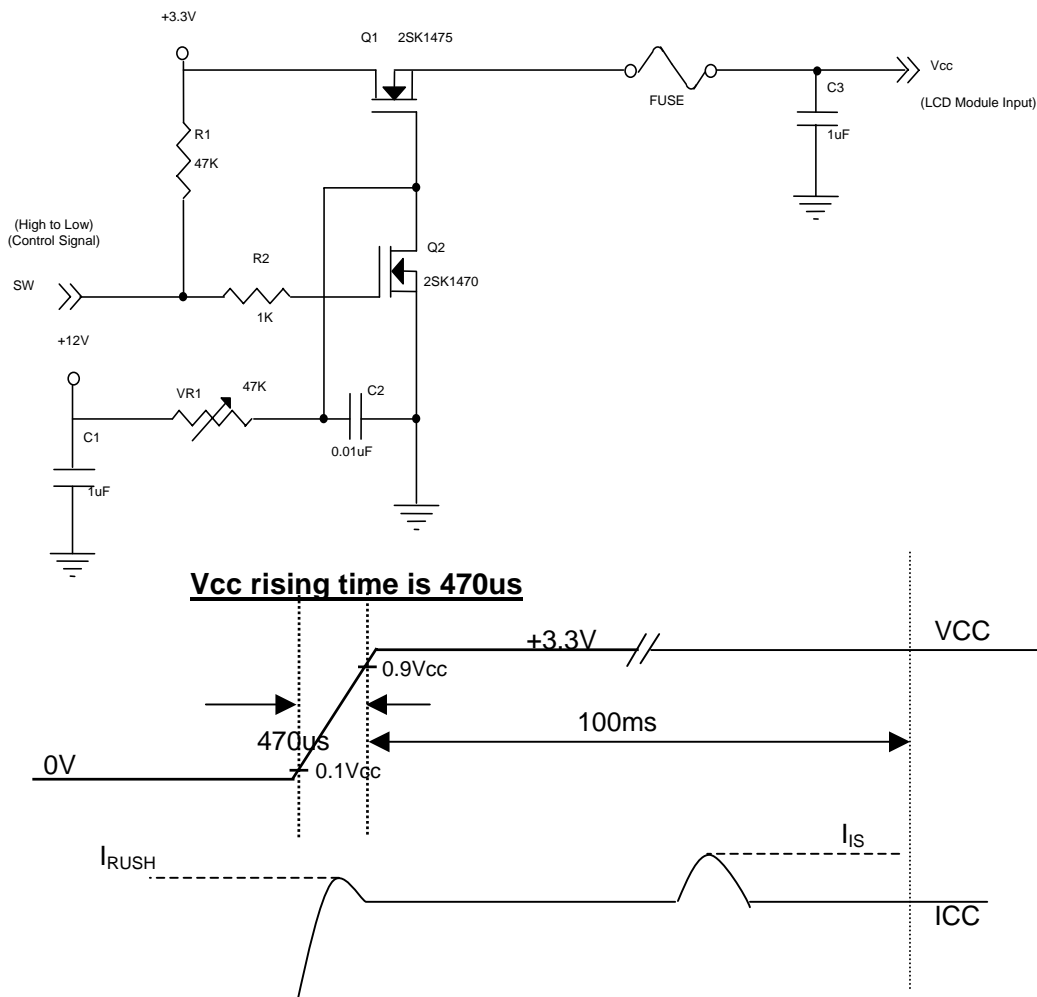 +3.3V
Q1 2SK1475
Vcc
FUSE
C3
(LCD Module Input)
1uF
R1
47K
(High to Low)
(Control Signal)
Q2
R2
2SK1470
SW
1K
+12V
47K
VR1
C2
C1
0.01uF
1uF
Vcc rising time is 470us
+3.3V
VCC
0.9Vcc
100ms
470us
0V
0.1Vcc
IRUSH
IIS
ICC